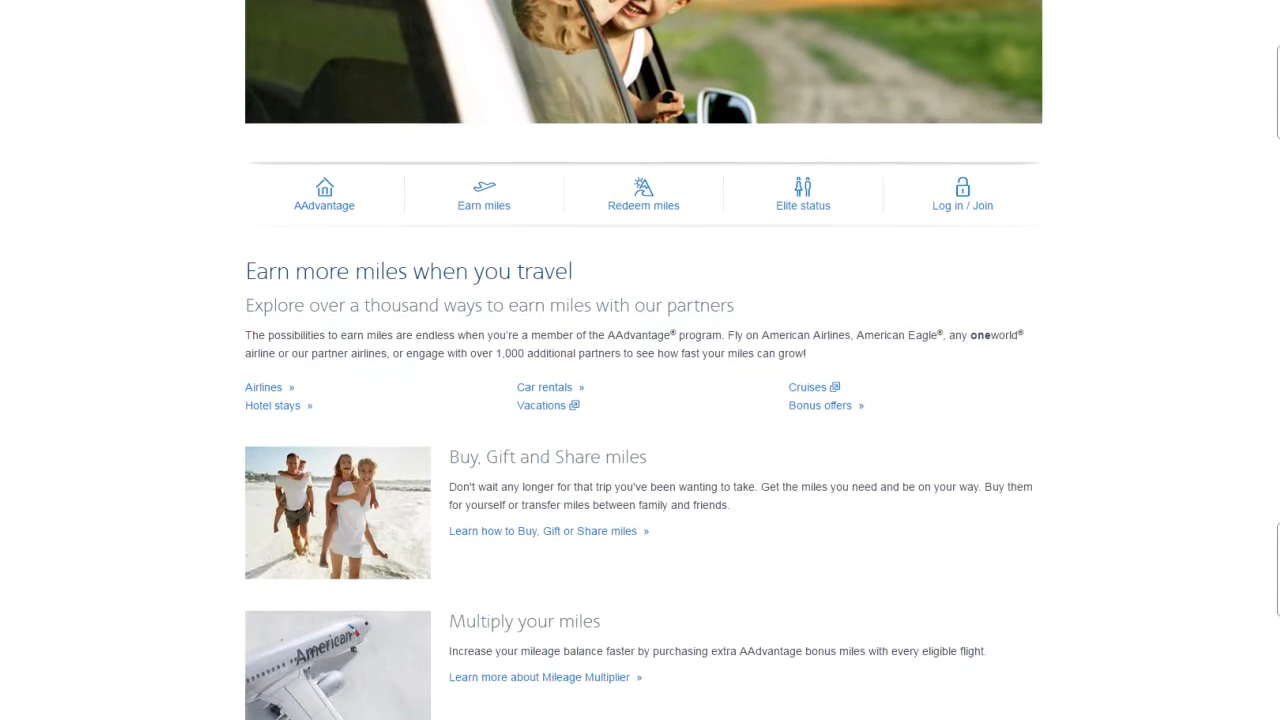 AAdvantage
Earn miles
Redeem miles
Elite status
Log in / Join
Earn more miles when you travel
Explore over a thousand ways to earn miles with our partners
The possibilities to earn miles are endless when you're a member of the AAdvantage® program. Fly on American Airlines, American Eagle®, any oneworld®
airline or our partner airlines, or engage with over 1,000 additional partners to see how fast your miles can grow!
Airlines »
Car rentals »
Cruises
Hotel stays »
Vacations
Bonus offers »
Buy, Gift and Share miles
Don't wait any longer for that trip you've been wanting to take. Get the miles you need and be on your way. Buy them
for yourself or transfer miles between family and friends.
Learn how to Buy, Gift or Share miles »
American
Multiply your miles
Increase your mileage balance faster by purchasing extra AAdvantage bonus miles with every eligible flight.
Learn more about Mileage Multiplier »